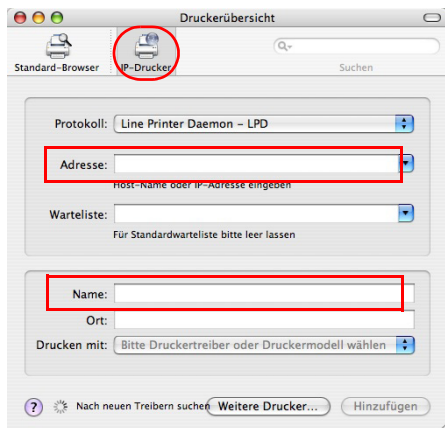 Druckerübersicht
Standard-Browser IP-Drucker Suchen
Protokoll: Line Printer Daemon – LPD
Adresse:
Host-Name oder IP-Adresse eingeben
Warteliste:
Für Standardwarteliste bitte leer lassen
Name:
Ort:
Drucken mit: Bitte Druckertreiber oder Druckermodell wählen
? Nach neuen Treibern suchen Weitere Drucker... Hinzufügen